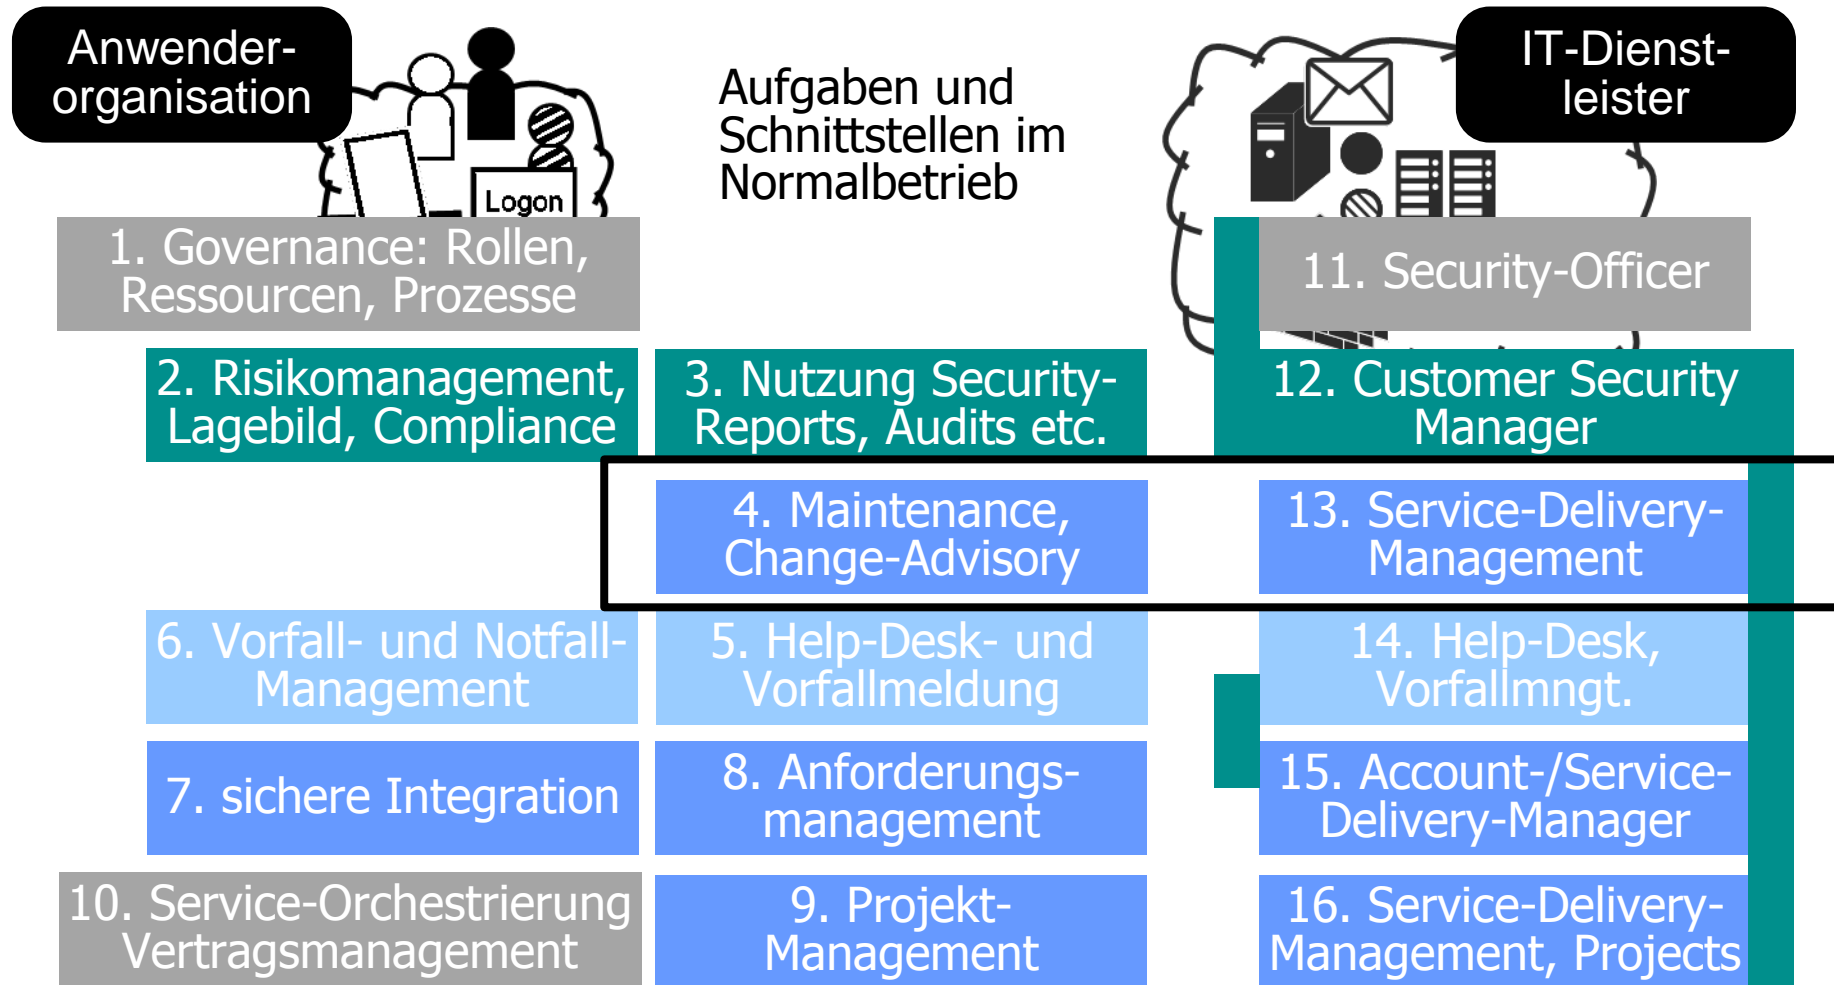 Anwender-
organisation
Logon
Aufgaben und
Schnittstellen im
Normalbetrieb
IT-Dienst-
leister
1. Governance: Rollen,
Ressourcen, Prozesse
11. Security-Officer
2. Risikomanagement,
Lagebild, Compliance
3. Nutzung Security-
Reports, Audits etc.
12. Customer Security
Manager
4. Maintenance,
Change-Advisory
13. Service-Delivery-
Management
6. Vorfall- und Notfall-
Management
5. Help-Desk- und
Vorfallmeldung
14. Help-Desk,
Vorfallmngt.
7. sichere Integration
8. Anforderungs-
management
15. Account-/Service-
Delivery-Manager
10. Service-Orchestrierung
Vertragsmanagement
9. Projekt-
Management
16. Service-Delivery-
Management, Projects